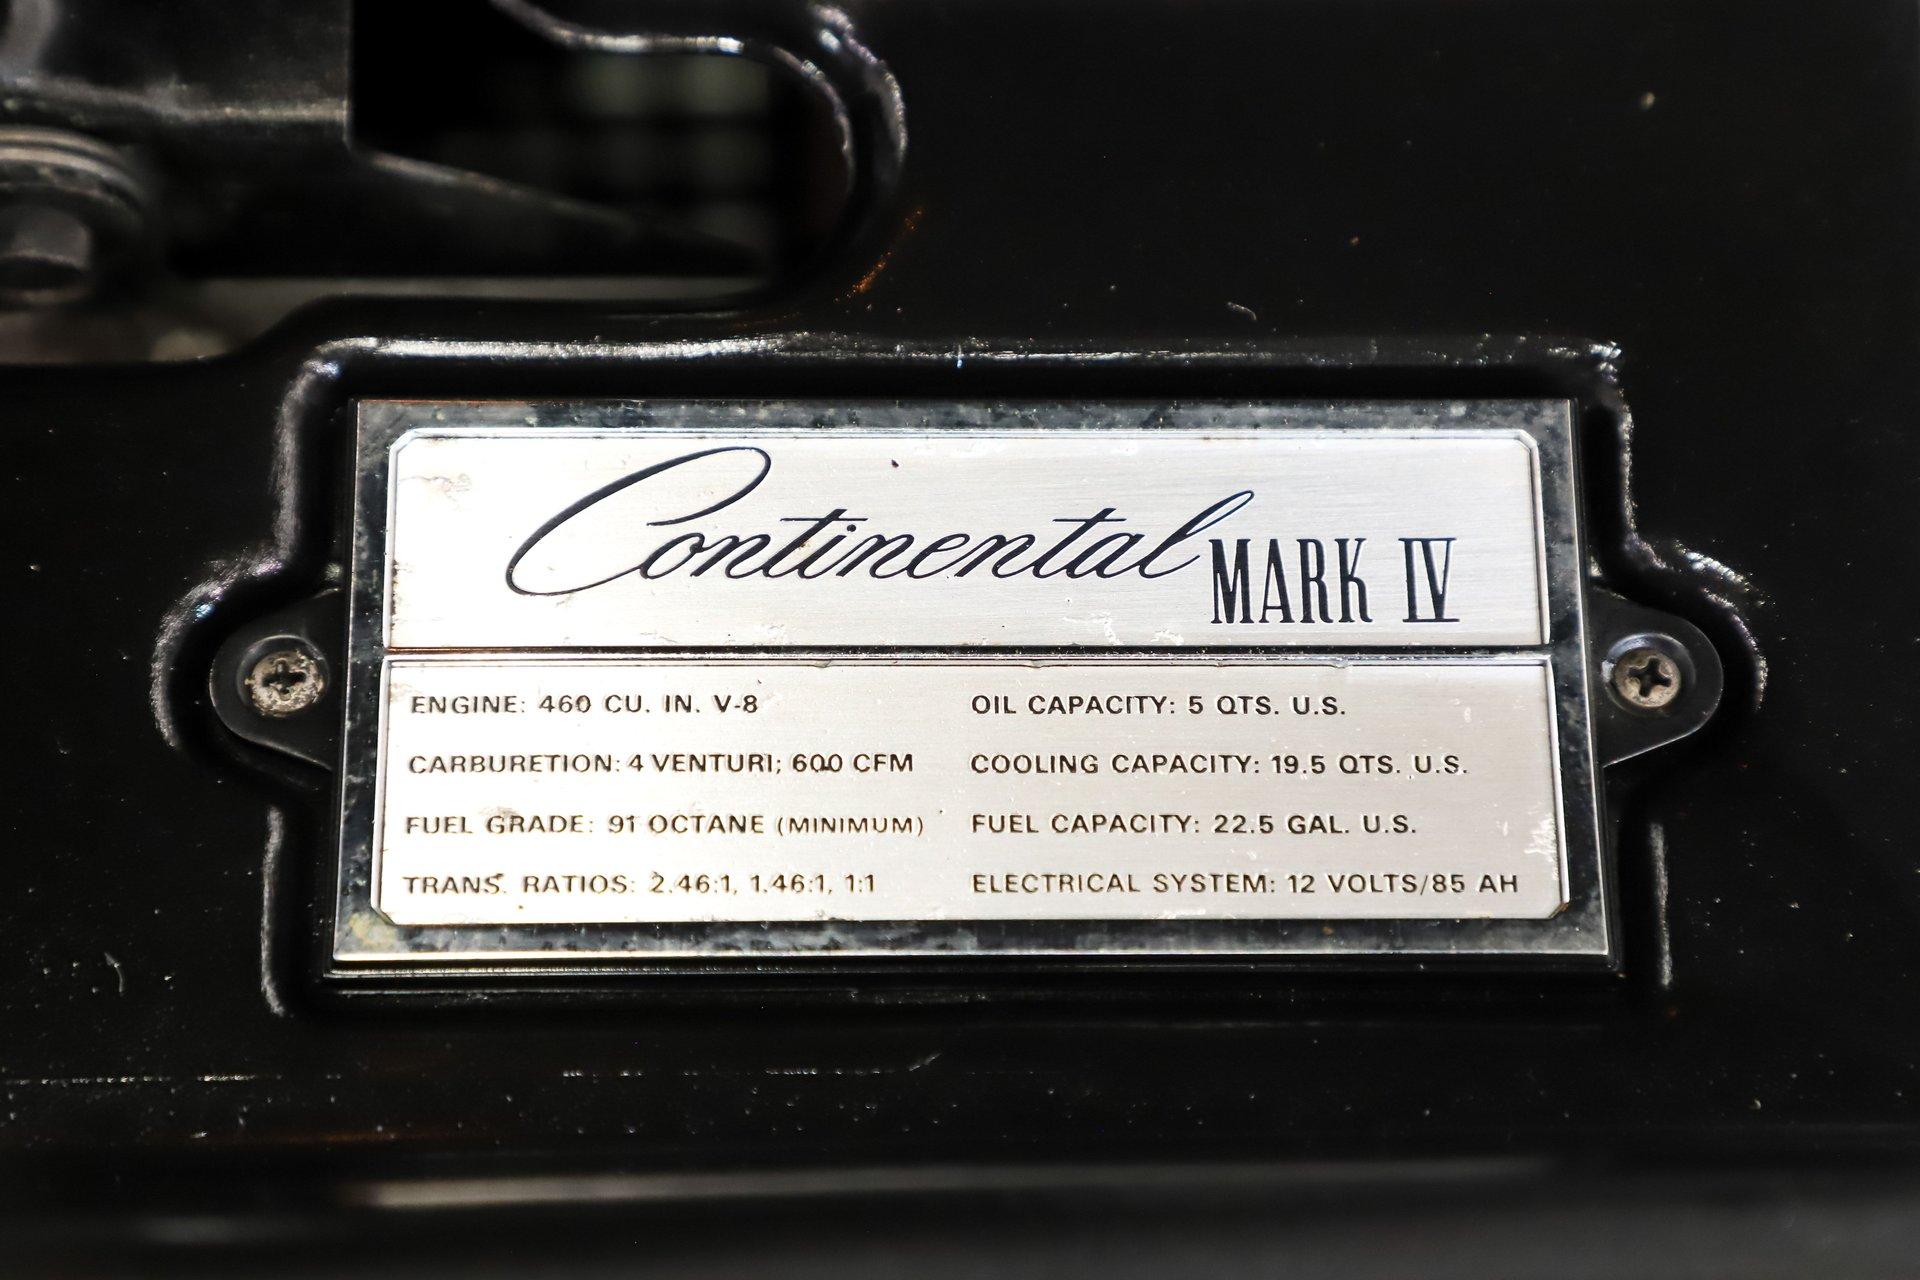 Continental MARK IV
ENGINE: 460 CU. IN. V-8
CARBURETION: 4 VENTURI; 600 CFM
FUEL GRADE: 91 OCTANE (MINIMUM)
TRANS. RATIOS: 2.46:1, 1.46:1, 1:1
OIL CAPACITY: 5 QTS. U.S.
COOLING CAPACITY: 19.5 QTS. U.S.
FUEL CAPACITY: 22.5 GAL. U.S.
ELECTRICAL SYSTEM: 12 VOLTS/85 AH